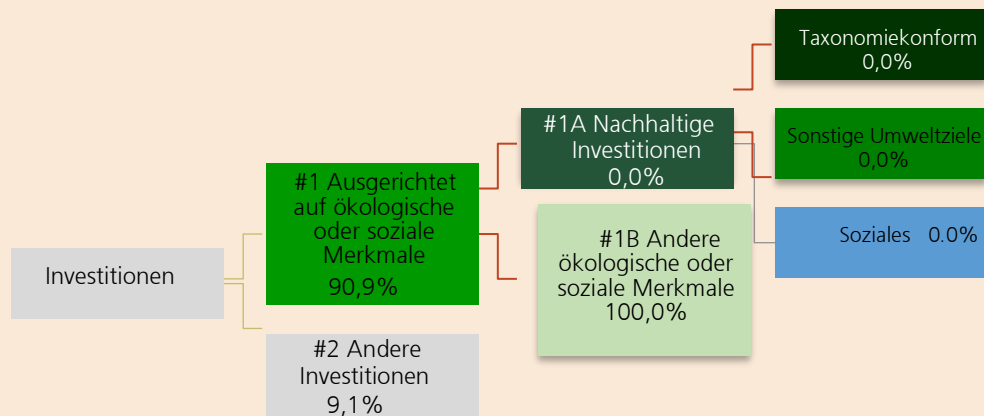 Investitionen
#1 Ausgerichtet
auf ökologische
oder soziale
Merkmale
90,9%
#2 Andere
Investitionen
9,1%
#1A Nachhaltige
Investitionen
0,0%
#1B Andere
ökologische oder
soziale Merkmale
100,0%
Taxonomiekonform
0,0%
Sonstige Umweltziele
0,0%
Soziales 0.0%